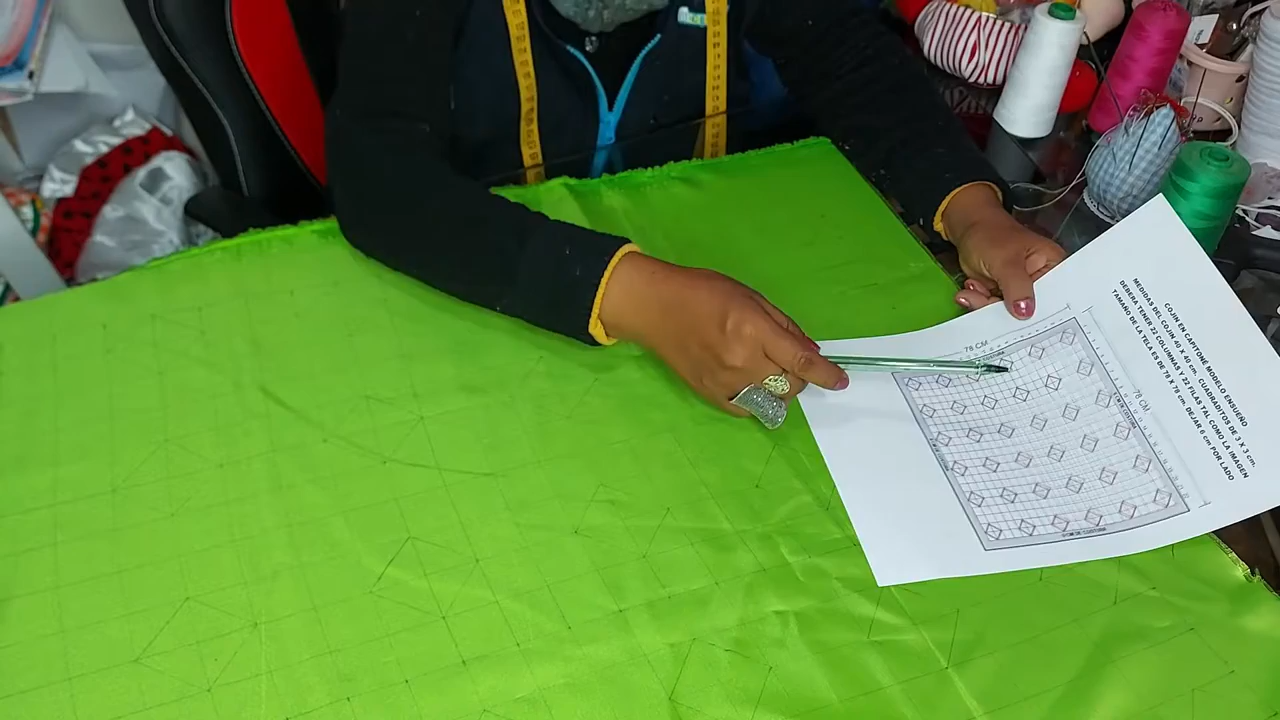 COJIN EN CAPITONÉ MODELO ENSUEÑO
MEDIDAS DEL COJIN 40 X 40 cm. CUADRADITOS DE 3 X 3 cm.
DEBERA TENER 22 COLUMNAS Y 22 FILAS TAL COMO LA IMAGEN
TAMAÑO DE LA TELA ES DE 78 X 78 cm. DEJAR 6 cm POR LADO
78 CM
78 CM